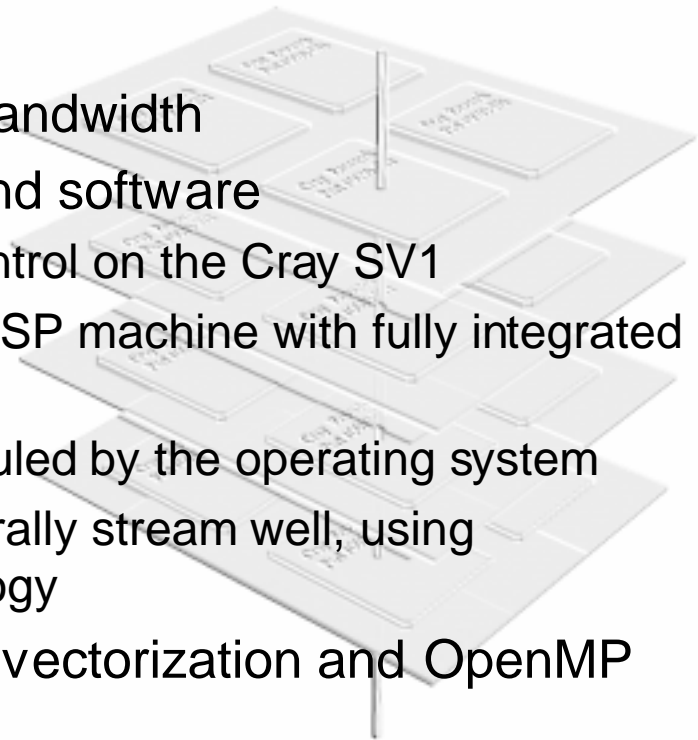 andwidth
nd software
ntrol on the Cray SV1
SP machine with fully integrated
uled by the operating system
rally stream well, using
ogy
vectorization and OpenMP